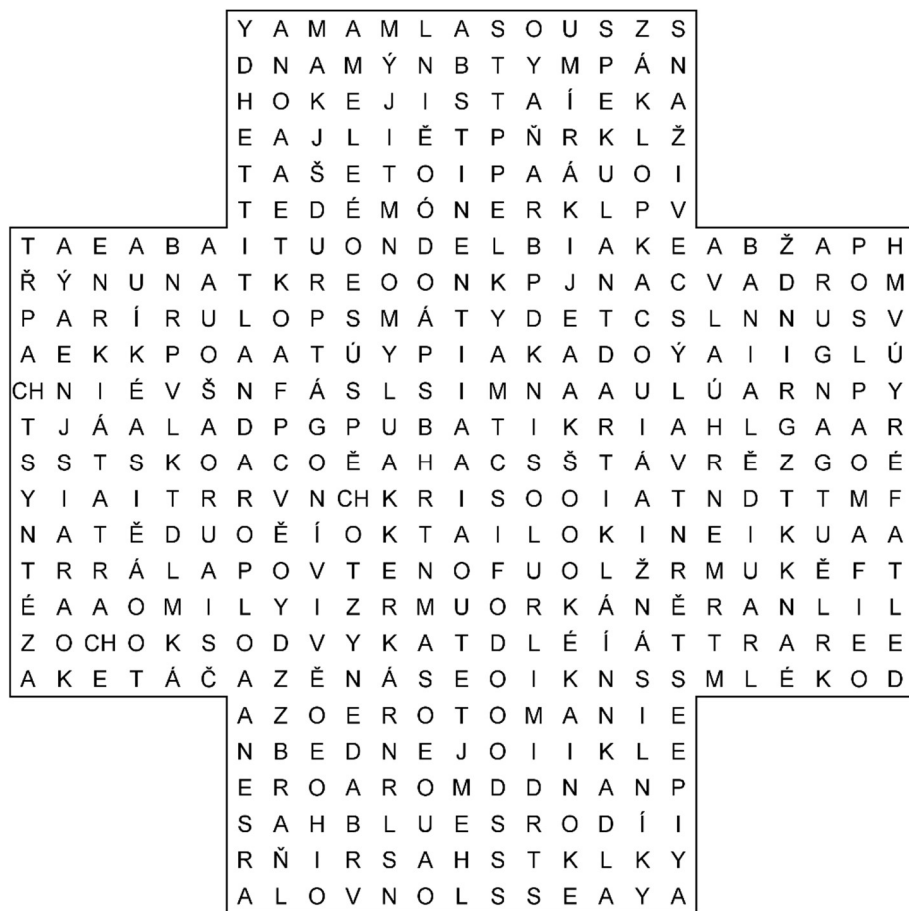 Y A M A M L A S O U S Z S
D N A M Ý N B T Y M P Á N
H O K E J I S T A Í E K A
E A J L I Ě T P Ň R K L Ž
T A Š E T O I P A Á U O I
T E D É M Ó N E R K L P V
T A E A B A I T U O N D E L B I A K E A B Ž A P H
Ř Ý N U N A T K R E O O N K P J N A C V A D R O M
P A R Í R U L O P S M Á T Y D E T C S L N N U S V
A E K K P O A A T Ú Y P I A K A D O Ý A I I G L Ú
CH N I É V Š N F Á S L S I M N A A U L Ú A R N P Y
T J Á A L A D P G P U B A T I K R I A H L G A A R
S S T S K O A C O Ě A H A C S Š T Á V R Ě Z G O É
Y I A I T R R V N CH K R I S O O I A T N D T T M F
N A T Ě D U O Ě Í O K T A I L O K I N E I K U A A
T R R Á L A P O V T E N O F U O L Ž R M U K Ě F T
É A A O M I L Y I Z R M U O R K Á N Ě R A N L I L
Z O CH O K S O D V Y K A T D L É Í Á T T R A R E E
A K E T Á Č A Z Ě N Á S E O I K N S S M L É K O D
A Z O E R O T O M A N I E
N B E D N E J O I I K L E
E R O A R O M D D N A N P
S A H B L U E S R O D Í I
R Ň I R S A H S T K L K Y
A L O V N O L S S E A Y A